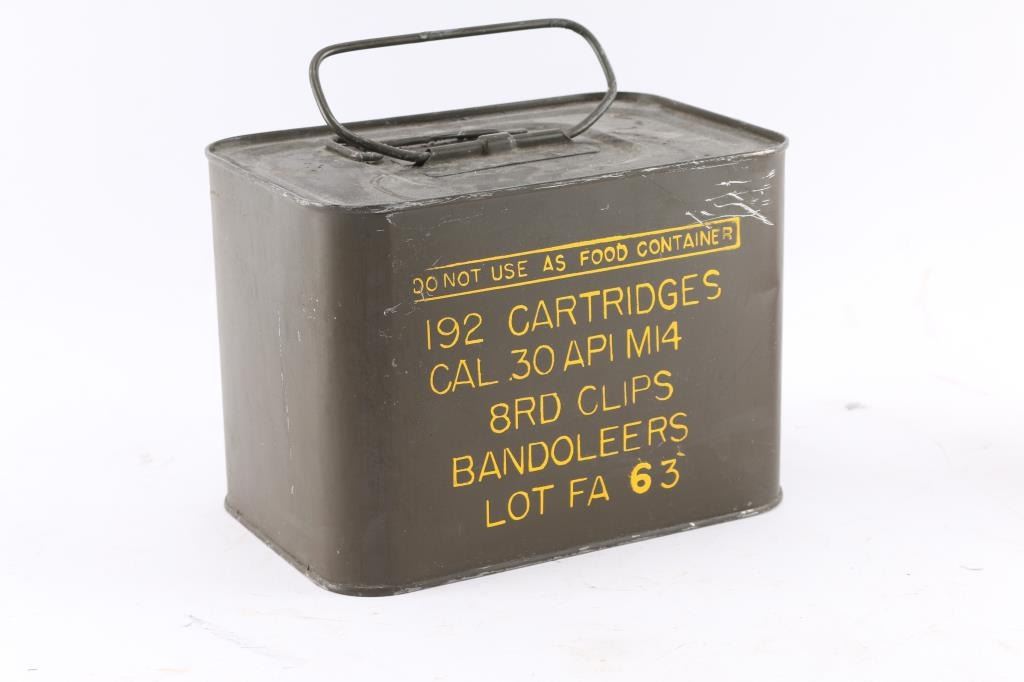 DO NOT USE AS FOOD CONTAINER
192 CARTRIDGES
CAL .30 API M14
8RD CLIPS
BANDOLEERS
LOT FA 63